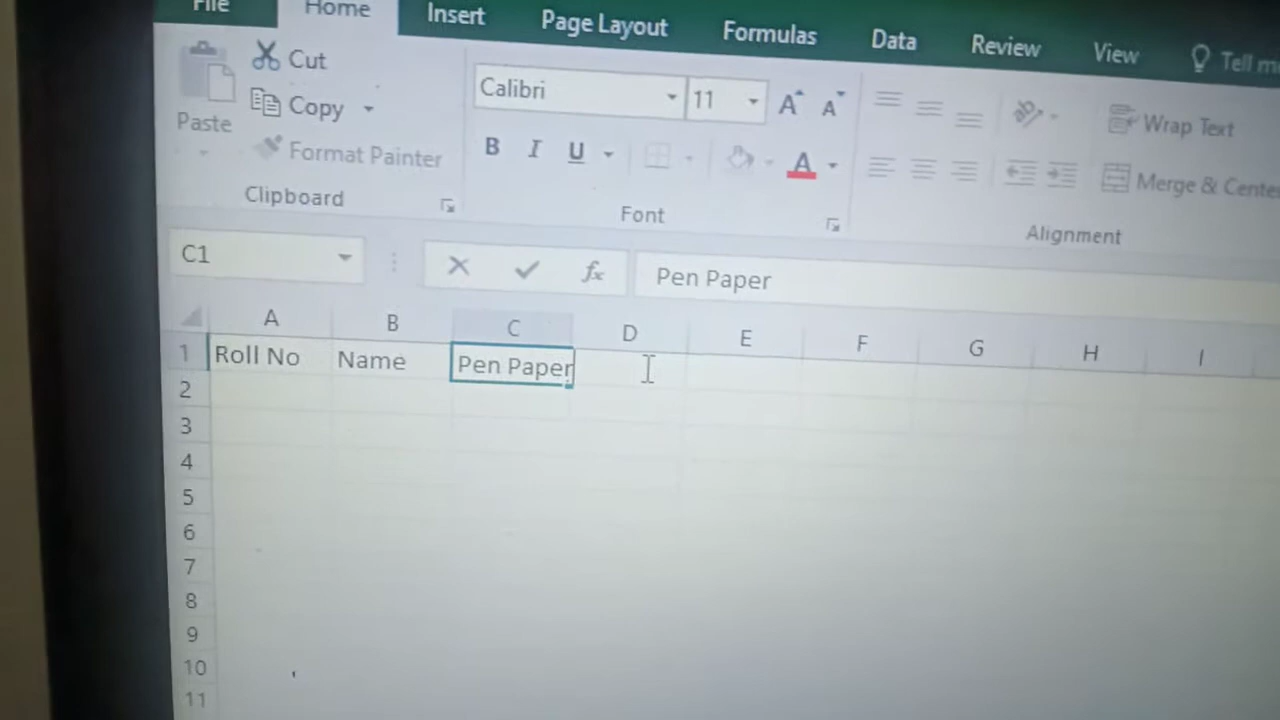 File Home Insert Page Layout Formulas Data Review View Tell
Cut
Calibri 11
Copy
Wrap Text
Paste
Format Painter
B I U A
Merge &
Clipboard Font Alignment
C1 fx Pen Paper
A B C D E F G H I
1 Roll No Name Pen Paper
2
3
4
5
6
7
8
9
10
11